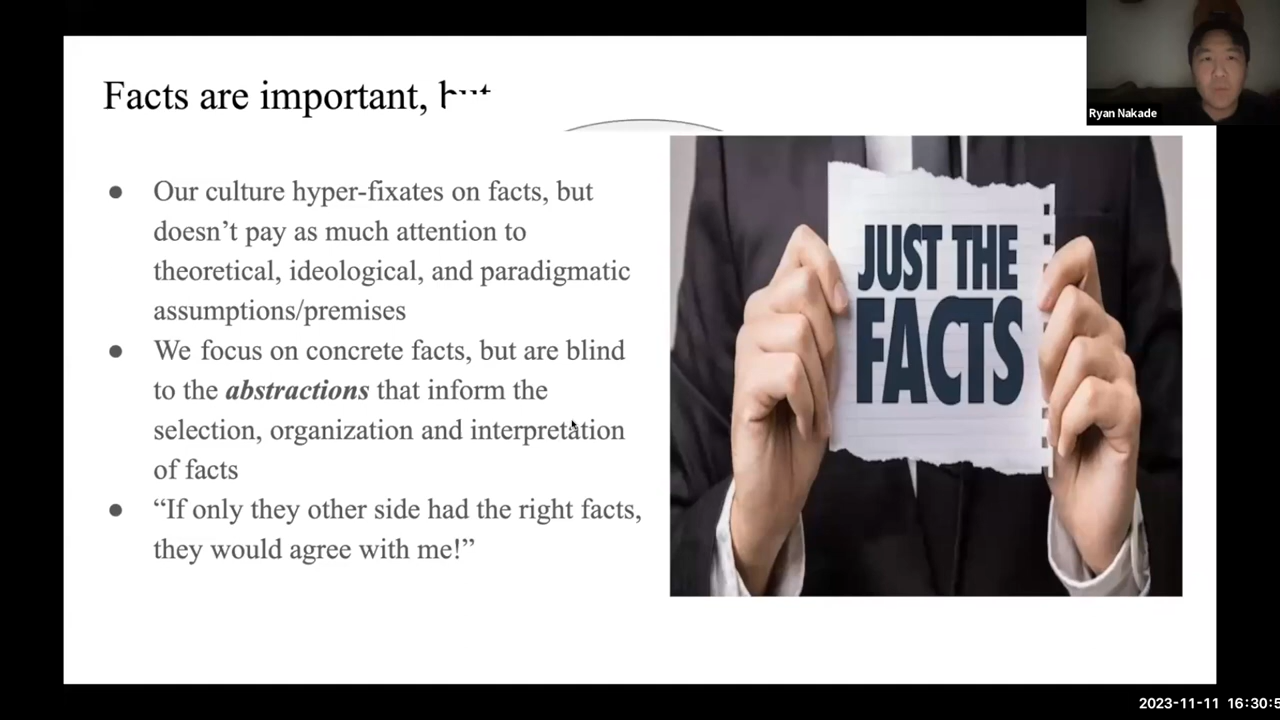 Facts are important, but
Our culture hyper-fixates on facts, but
doesn’t pay as much attention to
theoretical, ideological, and paradigmatic
assumptions/premises
We focus on concrete facts, but are blind
to the abstractions that inform the
selection, organization and interpretation
of facts
“If only they other side had the right facts,
they would agree with me!”
JUST THE
FACTS
Ryan Nakade
2023-11-11 16:30:5